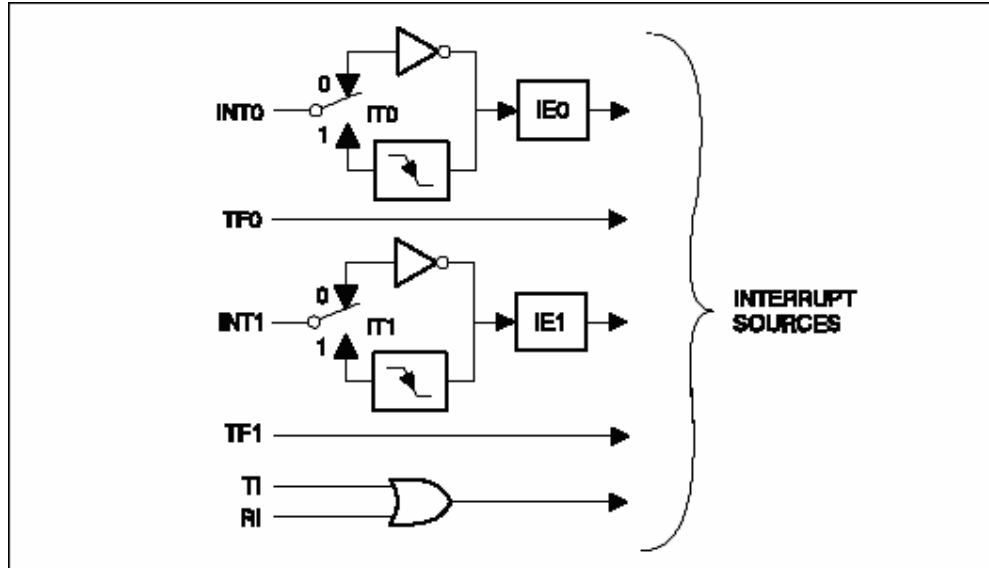 0
INT0
IT0
IE0
1
TF0
0
INT1
IT1
IE1
1
INTERRUPT
SOURCES
TF1
TI
RI